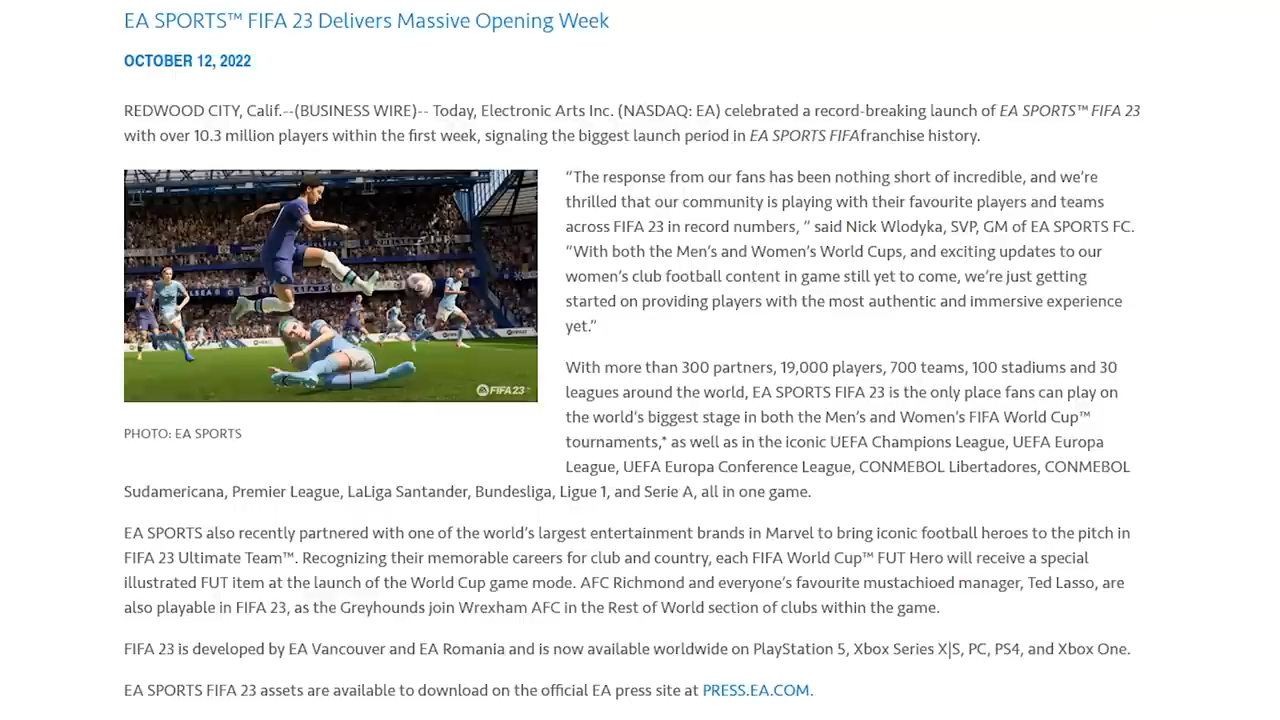 EA SPORTS™ FIFA 23 Delivers Massive Opening Week
OCTOBER 12, 2022
REDWOOD CITY, Calif.--(BUSINESS WIRE)-- Today, Electronic Arts Inc. (NASDAQ: EA) celebrated a record-breaking launch of EA SPORTS™ FIFA 23
with over 10.3 million players within the first week, signaling the biggest launch period in EA SPORTS FIFAfranchise history.
CHELSEA F
FIFA 23
PHOTO: EA SPORTS
“The response from our fans has been nothing short of incredible, and we’re
thrilled that our community is playing with their favourite players and teams
across FIFA 23 in record numbers, ” said Nick Wlodyka, SVP, GM of EA SPORTS FC.
“With both the Men’s and Women’s World Cups, and exciting updates to our
women’s club football content in game still yet to come, we’re just getting
started on providing players with the most authentic and immersive experience
yet.”
With more than 300 partners, 19,000 players, 700 teams, 100 stadiums and 30
leagues around the world, EA SPORTS FIFA 23 is the only place fans can play on
the world’s biggest stage in both the Men’s and Women’s FIFA World Cup™
tournaments,* as well as in the iconic UEFA Champions League, UEFA Europa
League, UEFA Europa Conference League, CONMEBOL Libertadores, CONMEBOL
Sudamericana, Premier League, LaLiga Santander, Bundesliga, Ligue 1, and Serie A, all in one game.
EA SPORTS also recently partnered with one of the world’s largest entertainment brands in Marvel to bring iconic football heroes to the pitch in
FIFA 23 Ultimate Team™. Recognizing their memorable careers for club and country, each FIFA World Cup™ FUT Hero will receive a special
illustrated FUT item at the launch of the World Cup game mode. AFC Richmond and everyone’s favourite mustachioed manager, Ted Lasso, are
also playable in FIFA 23, as the Greyhounds join Wrexham AFC in the Rest of World section of clubs within the game.
FIFA 23 is developed by EA Vancouver and EA Romania and is now available worldwide on PlayStation 5, Xbox Series X|S, PC, PS4, and Xbox One.
EA SPORTS FIFA 23 assets are available to download on the official EA press site at PRESS.EA.COM.